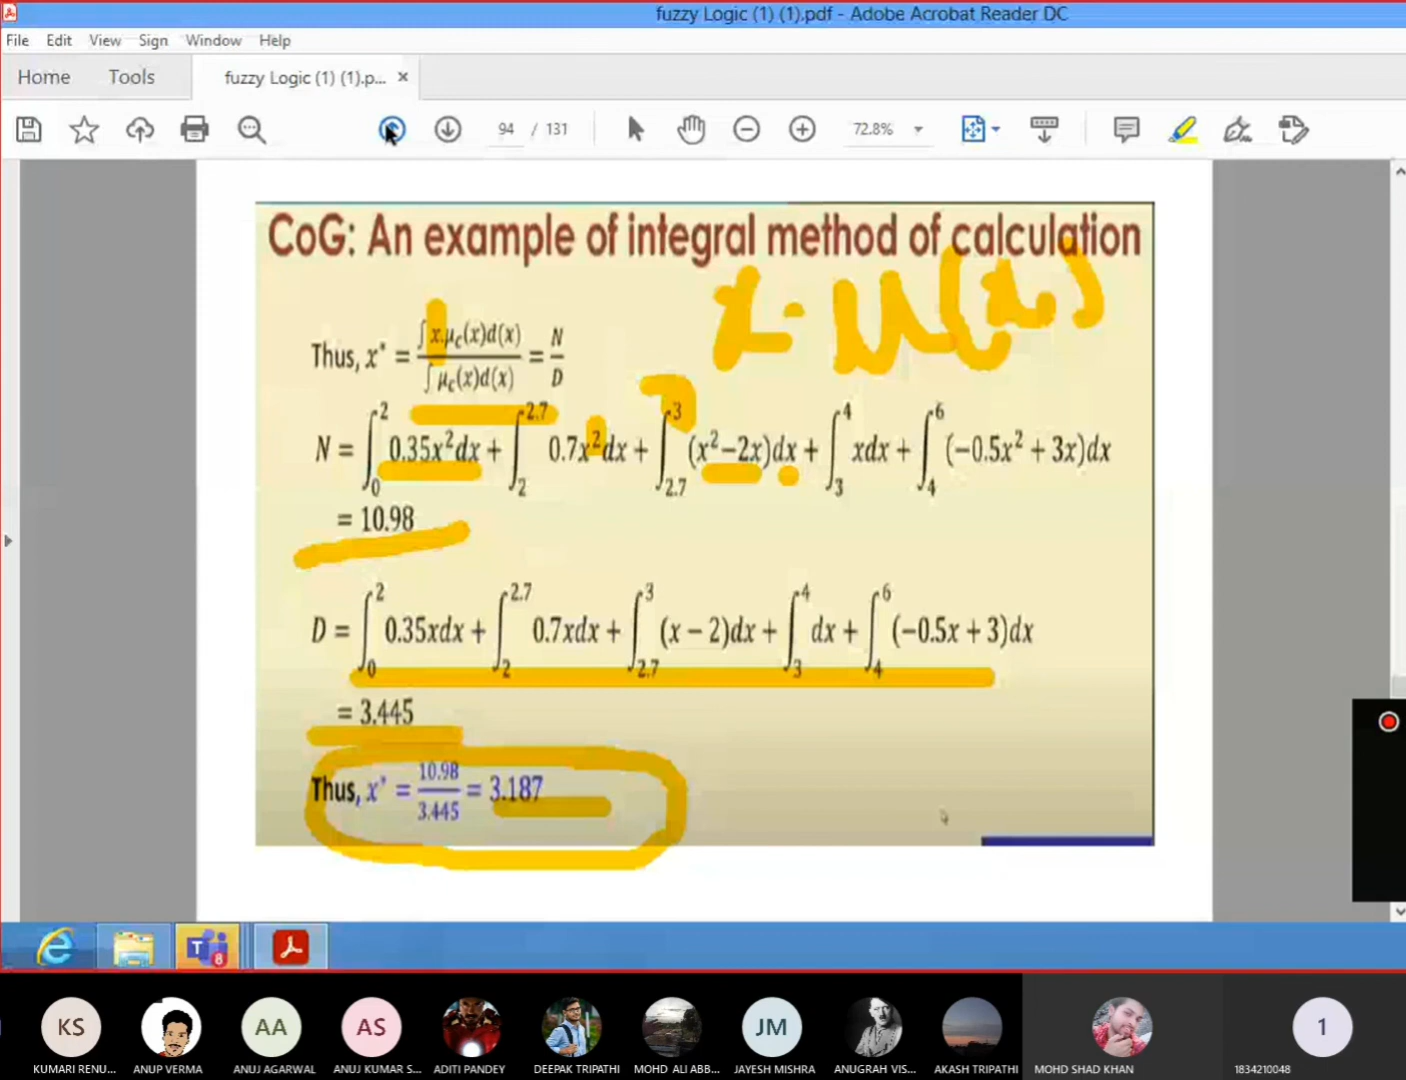 fuzzy Logic (1) (1).pdf - Adobe Acrobat Reader DC
File Edit View Sign Window Help
Home Tools fuzzy Logic (1) (1).p... ×
94 / 131 72.8%
CoG: An example of integral method of calculation
x . μ(x)
Thus, x* = ∫ x.μc(x)d(x) / ∫ μc(x)d(x) = N / D
N = ∫₀² 0.35x²dx + ∫₂^2.7 0.7x²dx + ∫_2.7^3 (x²−2x)dx + ∫₃⁴ xdx + ∫₄⁶ (−0.5x² + 3x)dx
= 10.98
D = ∫₀² 0.35xdx + ∫₂^2.7 0.7xdx + ∫_2.7^3 (x − 2)dx + ∫₃⁴ dx + ∫₄⁶ (−0.5x + 3)dx
= 3.445
Thus, x* = 10.98 / 3.445 = 3.187
T 8
KS AA AS JM 1
KUMARI RENU... ANUP VERMA ANUJ AGARWAL ANUJ KUMAR S... ADITI PANDEY DEEPAK TRIPATHI MOHD ALI ABB... JAYESH MISHRA ANUGRAH VIS... AKASH TRIPATHI MOHD SHAD KHAN 1834210048